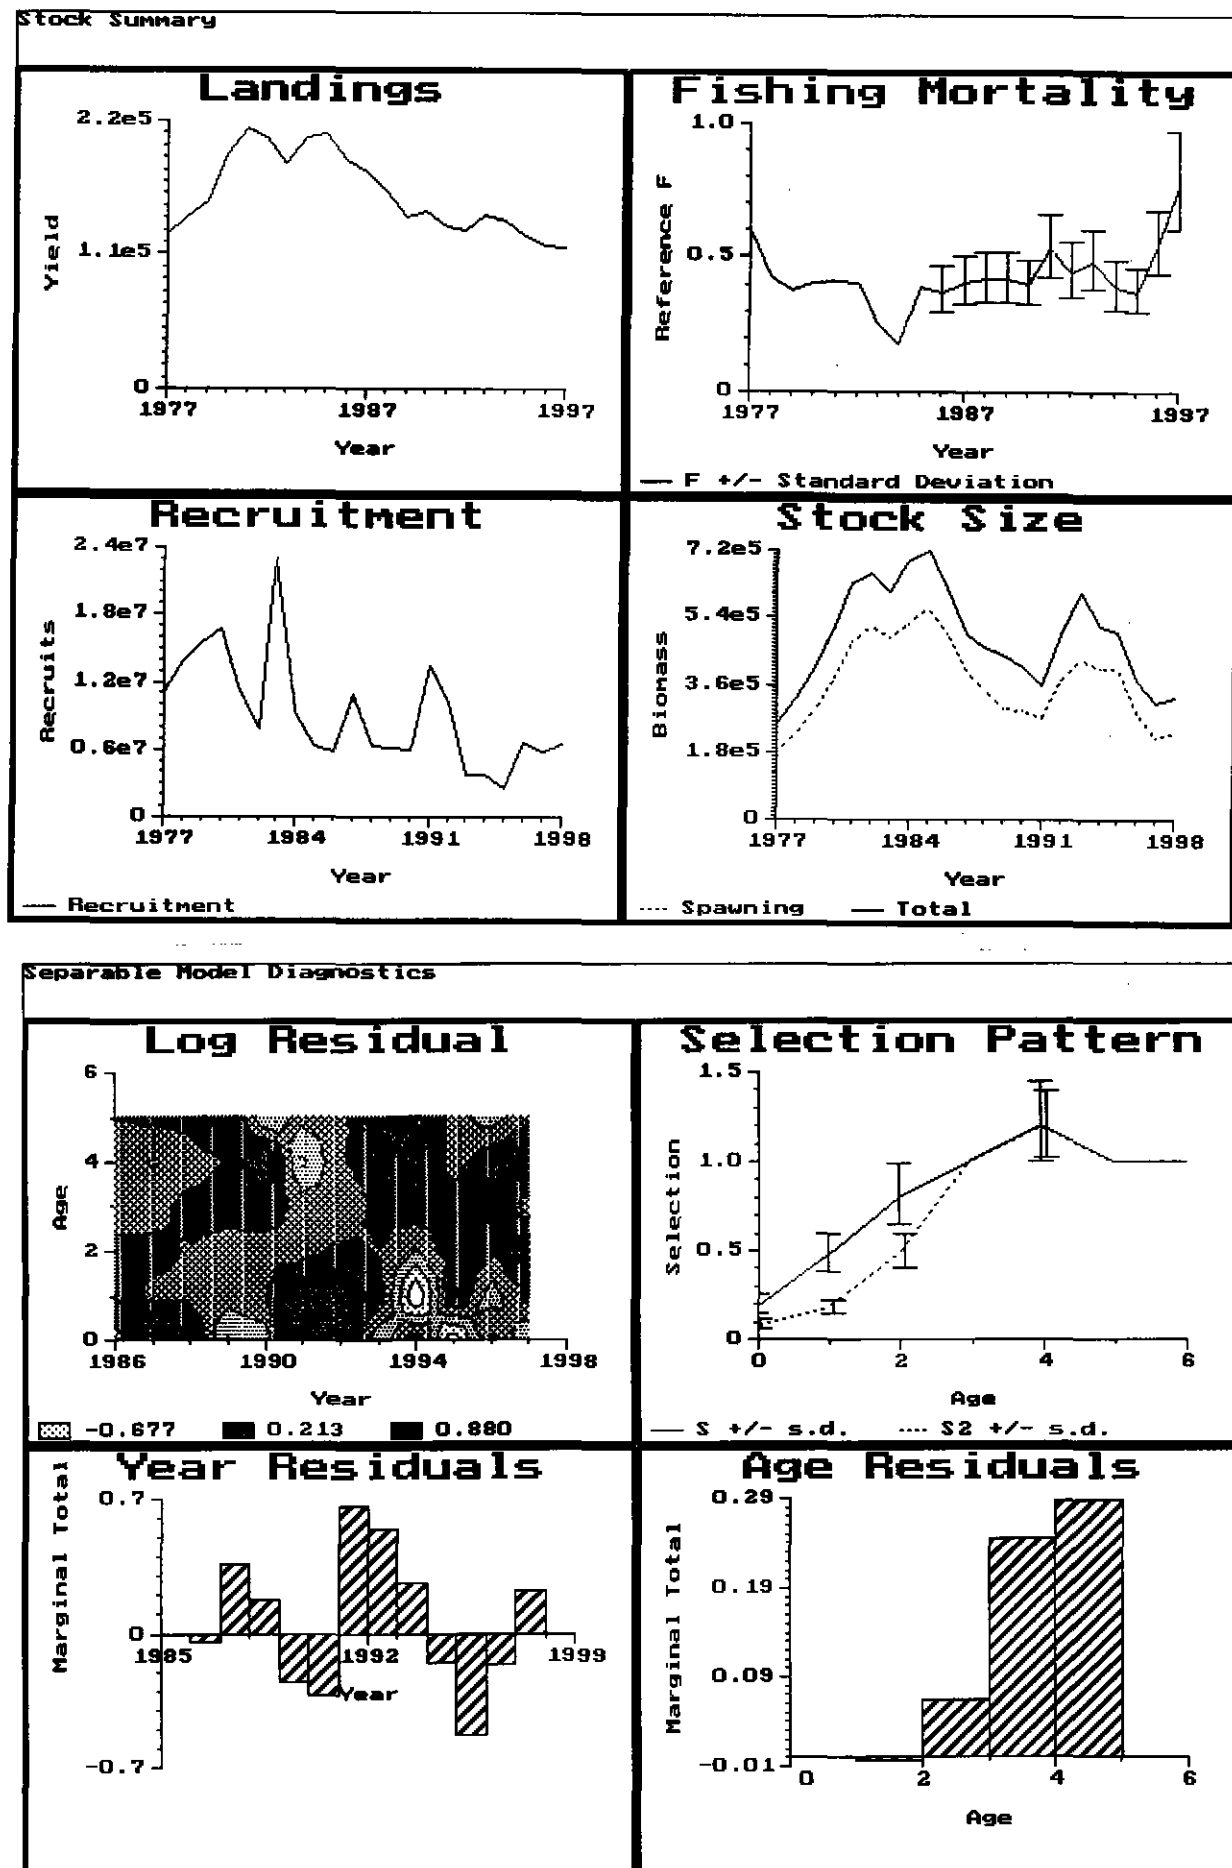 Stock Summary
Landings
2.2e5
1.1e5
0
Yield
1977 1987 1997
Year
Fishing Mortality
1.0
0.5
0
Reference F
1977 1987 1997
Year
F +/- Standard Deviation
Recruitment
2.4e7
1.8e7
1.2e7
0.6e7
0
Recruits
1977 1984 1991 1998
Year
Recruitment
Stock Size
7.2e5
5.4e5
3.6e5
1.8e5
0
Biomass
1977 1984 1991 1998
Year
Spawning Total
Separable Model Diagnostics
Log Residual
6
4
2
0
Age
1986 1990 1994 1998
Year
-0.677 0.213 0.880
Selection Pattern
1.5
1.0
0.5
0
Selection
0 2 4 6
Age
S +/- s.d. S2 +/- s.d.
Year Residuals
0.7
0
-0.7
Marginal Total
1985 1992 1999
Year
Age Residuals
0.29
0.19
0.09
-0.01
Marginal Total
0 2 4 6
Age